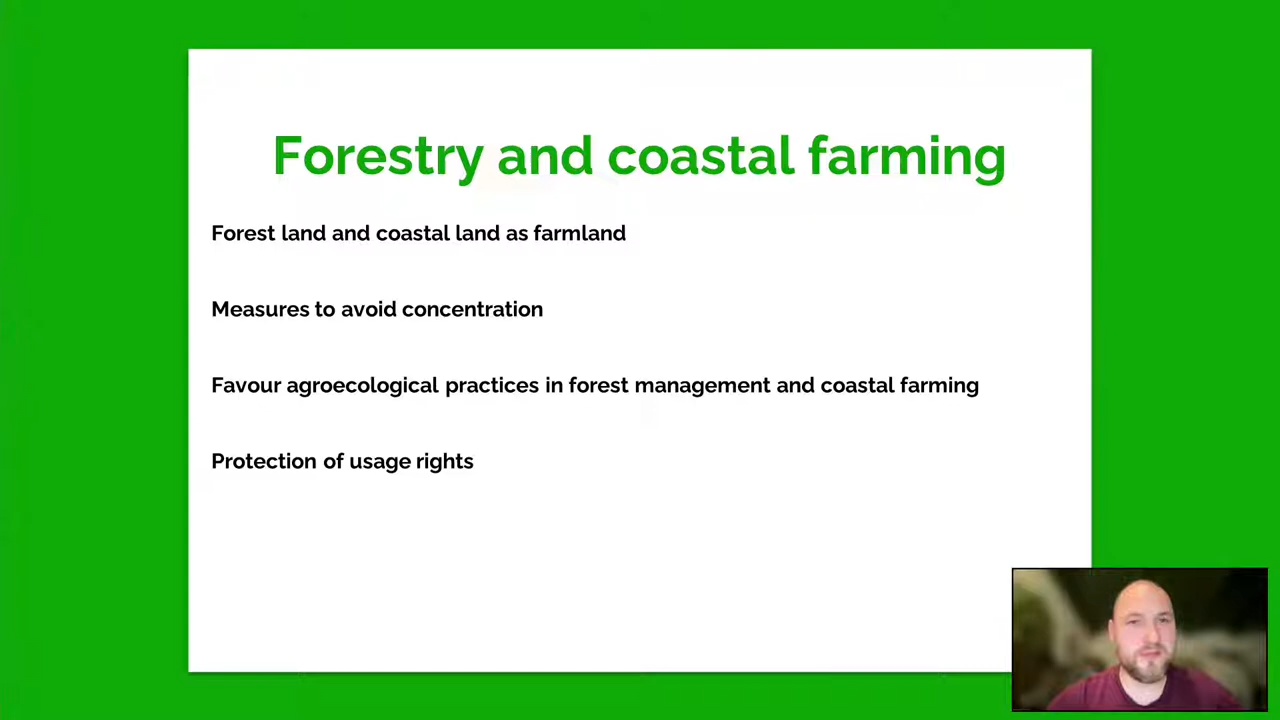 Forestry and coastal farming
Forest land and coastal land as farmland
Measures to avoid concentration
Favour agroecological practices in forest management and coastal farming
Protection of usage rights